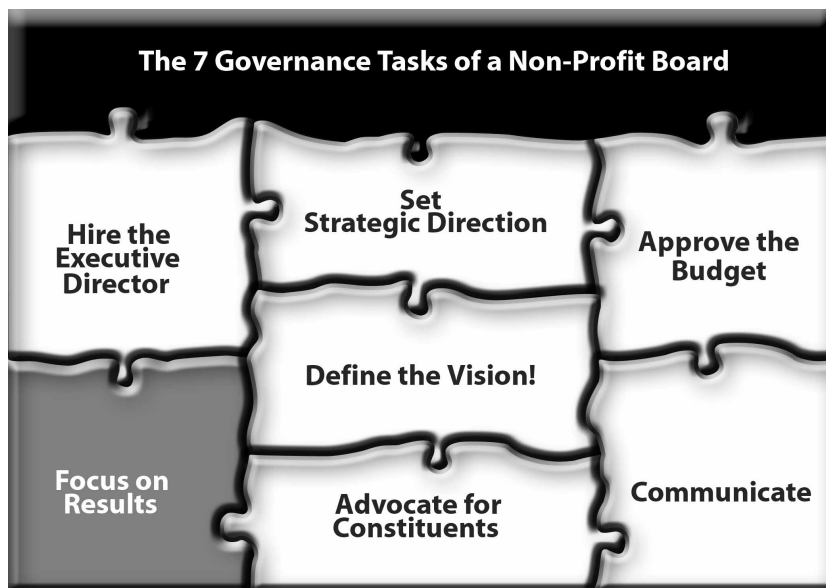 The 7 Governance Tasks of a Non-Profit Board
Hire the
Executive
Director
Set
Strategic Direction
Approve the
Budget
Define the Vision!
Focus on
Results
Advocate for
Constituents
Communicate